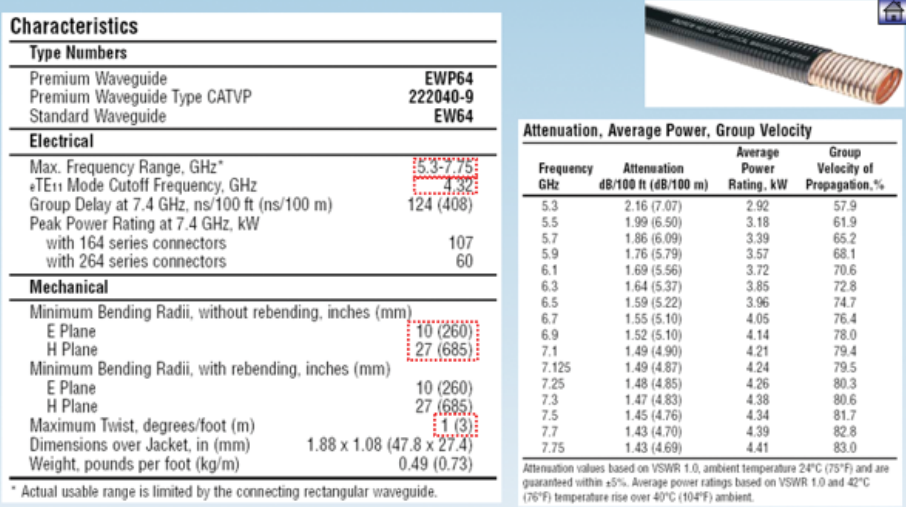 Characteristics
Type Numbers
Premium Waveguide EWP64
Premium Waveguide Type CATVP 222040-9
Standard Waveguide EW64
Electrical
Max. Frequency Range, GHz* 5.3-7.75
eTE11 Mode Cutoff Frequency, GHz 4.32
Group Delay at 7.4 GHz, ns/100 ft (ns/100 m) 124 (408)
Peak Power Rating at 7.4 GHz, kW
with 164 series connectors 107
with 264 series connectors 60
Mechanical
Minimum Bending Radii, without rebending, inches (mm)
E Plane 10 (260)
H Plane 27 (685)
Minimum Bending Radii, with rebending, inches (mm)
E Plane 10 (260)
H Plane 27 (685)
Maximum Twist, degrees/foot (m) 1 (3)
Dimensions over Jacket, in (mm) 1.88 x 1.08 (47.8 x 27.4)
Weight, pounds per foot (kg/m) 0.49 (0.73)
* Actual usable range is limited by the connecting rectangular waveguide.
Attenuation, Average Power, Group Velocity
Frequency GHz Attenuation dB/100 ft (dB/100 m) Average Power Rating, kW Group Velocity of Propagation, %
5.3 2.16 (7.07) 2.92 57.9
5.5 1.99 (6.50) 3.18 61.9
5.7 1.86 (6.09) 3.39 65.2
5.9 1.76 (5.79) 3.57 68.1
6.1 1.69 (5.56) 3.72 70.6
6.3 1.64 (5.37) 3.85 72.8
6.5 1.59 (5.22) 3.96 74.7
6.7 1.55 (5.10) 4.05 76.4
6.9 1.52 (5.10) 4.14 78.0
7.1 1.49 (4.90) 4.21 79.4
7.125 1.49 (4.87) 4.24 79.5
7.25 1.48 (4.85) 4.26 80.3
7.3 1.47 (4.83) 4.38 80.6
7.5 1.45 (4.76) 4.34 81.7
7.7 1.43 (4.70) 4.39 82.8
7.75 1.43 (4.69) 4.41 83.0
Attenuation values based on VSWR 1.0, ambient temperature 24°C (75°F) and are
guaranteed within ±5%. Average power ratings based on VSWR 1.0 and 42°C
(76°F) temperature rise over 40°C (104°F) ambient.